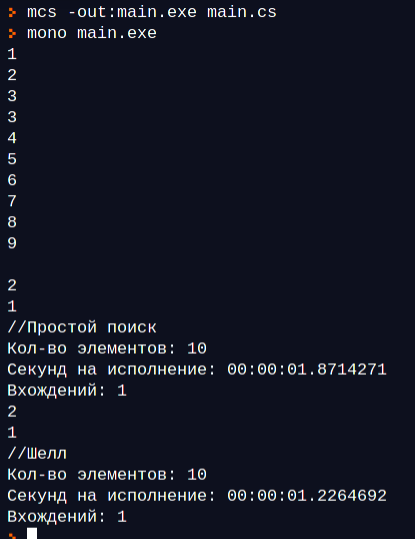 mcs -out:main.exe main.cs
mono main.exe
1
2
3
3
4
5
6
7
8
9
2
1
//Простой поиск
Кол-во элементов: 10
Секунд на исполнение: 00:00:01.8714271
Вхождений: 1
2
1
//Шелл
Кол-во элементов: 10
Секунд на исполнение: 00:00:01.2264692
Вхождений: 1